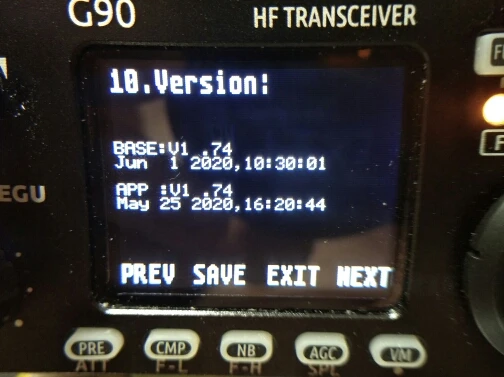 G90 HF TRANSCEIVER
10.Version:
BASE:V1 .74
Jun 1 2020,10:30:01
APP :V1 .74
May 25 2020,16:20:44
EGU
PREV SAVE EXIT NEXT
PRE CMP NB AGC VM
ATT F-L F-H SPL